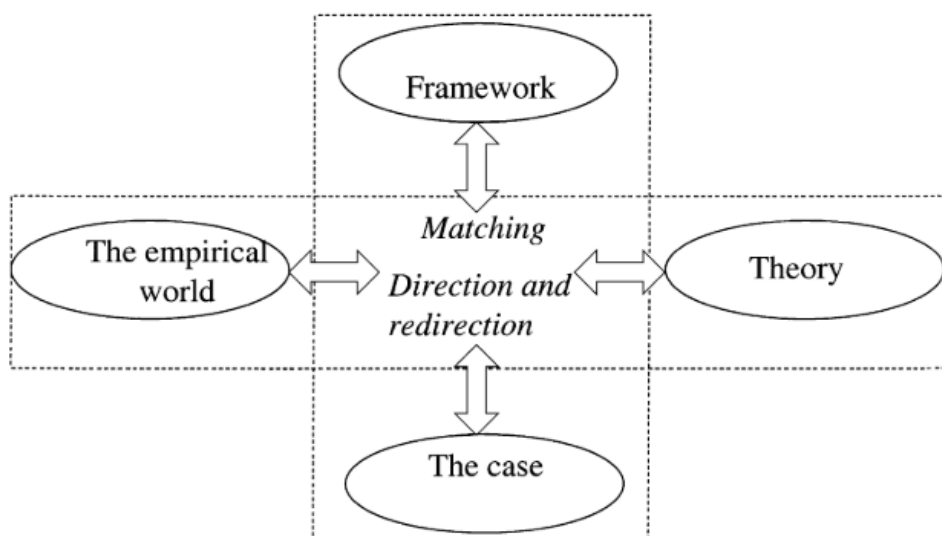 Framework
Matching
The empirical
world
Theory
Direction and
redirection
The case